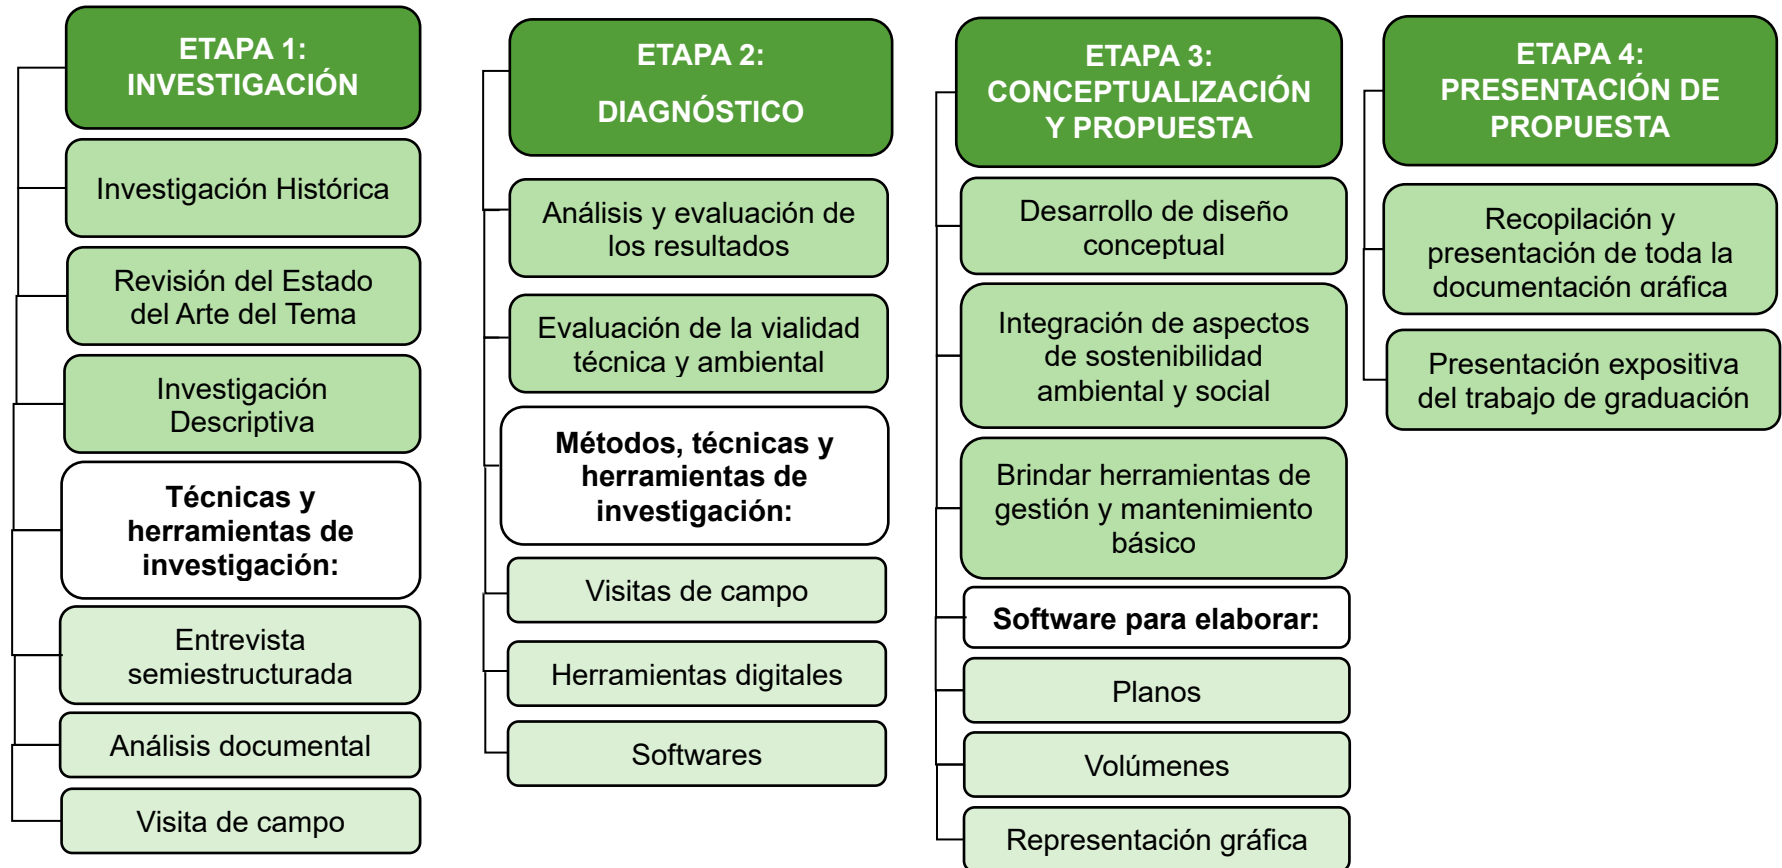 ETAPA 1:
INVESTIGACIÓN
Investigación Histórica
Revisión del Estado
del Arte del Tema
Investigación
Descriptiva
Técnicas y
herramientas de
investigación:
Entrevista
semiestructurada
Análisis documental
Visita de campo
ETAPA 2:
DIAGNÓSTICO
Análisis y evaluación de
los resultados
Evaluación de la vialidad
técnica y ambiental
Métodos, técnicas y
herramientas de
investigación:
Visitas de campo
Herramientas digitales
Softwares
ETAPA 3:
CONCEPTUALIZACIÓN
Y PROPUESTA
Desarrollo de diseño
conceptual
Integración de aspectos
de sostenibilidad
ambiental y social
Brindar herramientas de
gestión y mantenimiento
básico
Software para elaborar:
Planos
Volúmenes
Representación gráfica
ETAPA 4:
PRESENTACIÓN DE
PROPUESTA
Recopilación y
presentación de toda la
documentación gráfica
Presentación expositiva
del trabajo de graduación